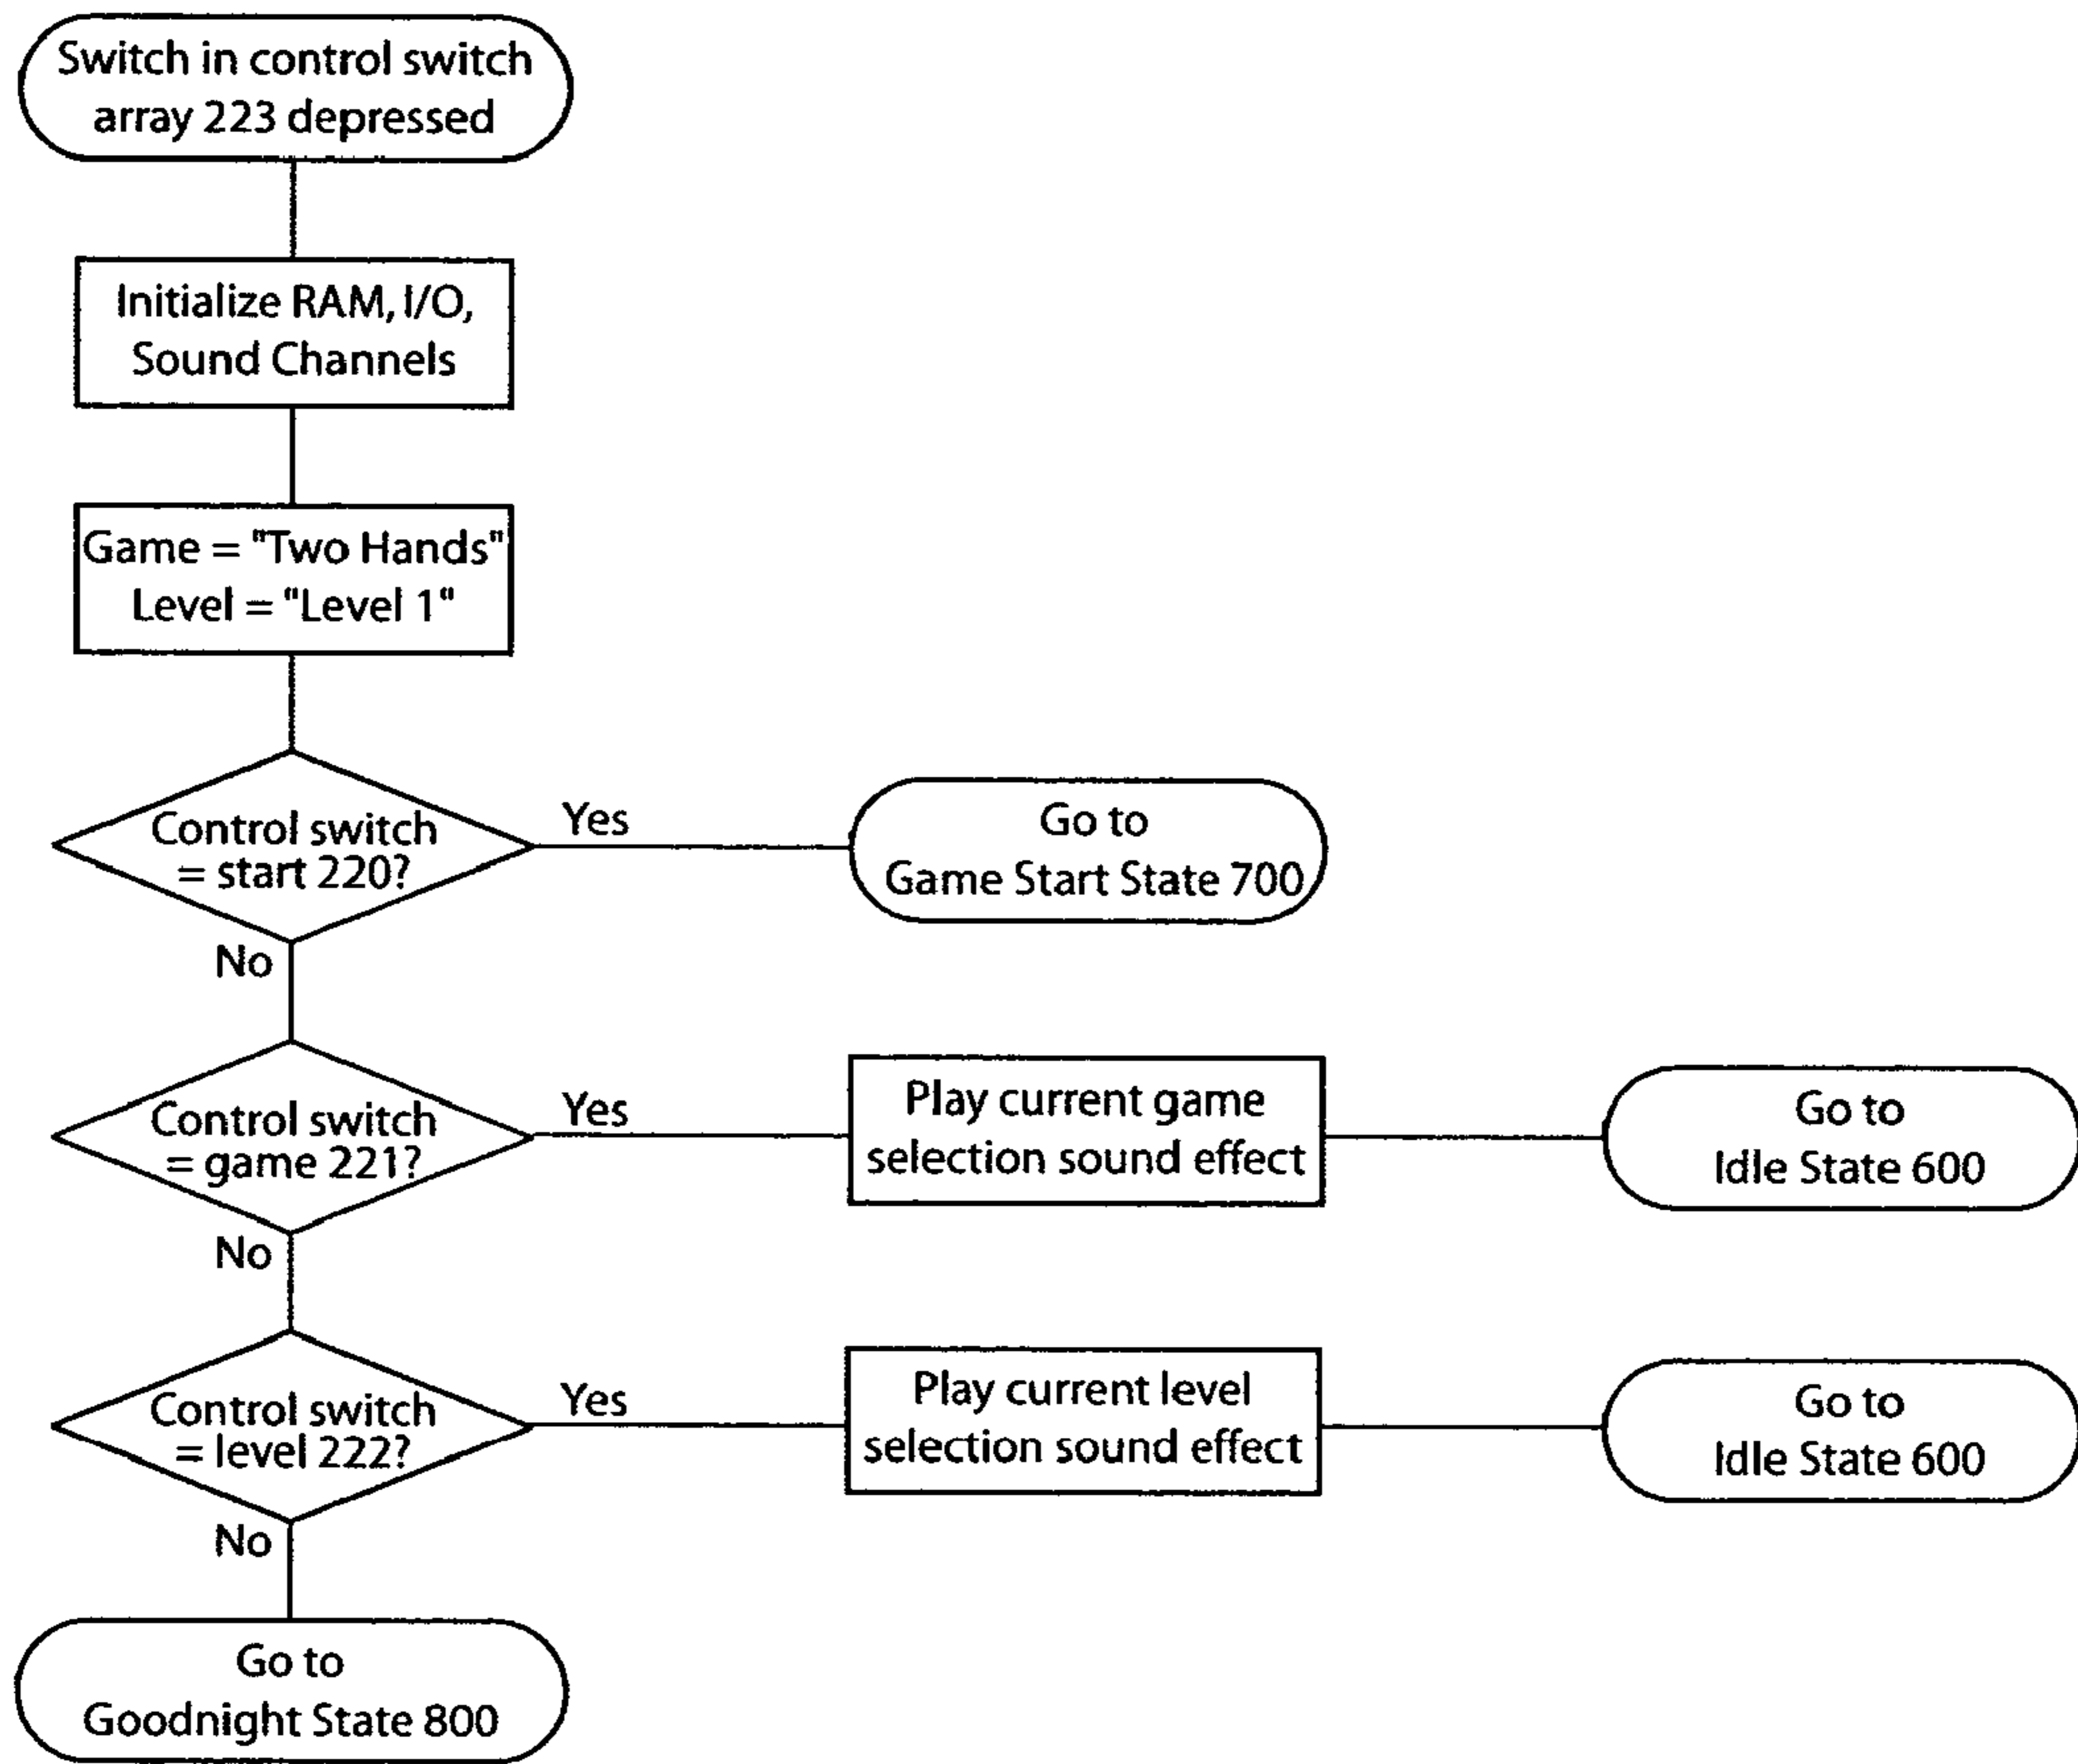 Switch in control switch
array 223 depressed
Initialize RAM, I/O,
Sound Channels
Game = "Two Hands"
Level = "Level 1"
Control switch
= start 220?
Yes
Go to
Game Start State 700
No
Control switch
= game 221?
Yes
Play current game
selection sound effect
Go to
Idle State 600
No
Control switch
= level 222?
Yes
Play current level
selection sound effect
Go to
Idle State 600
No
Go to
Goodnight State 800